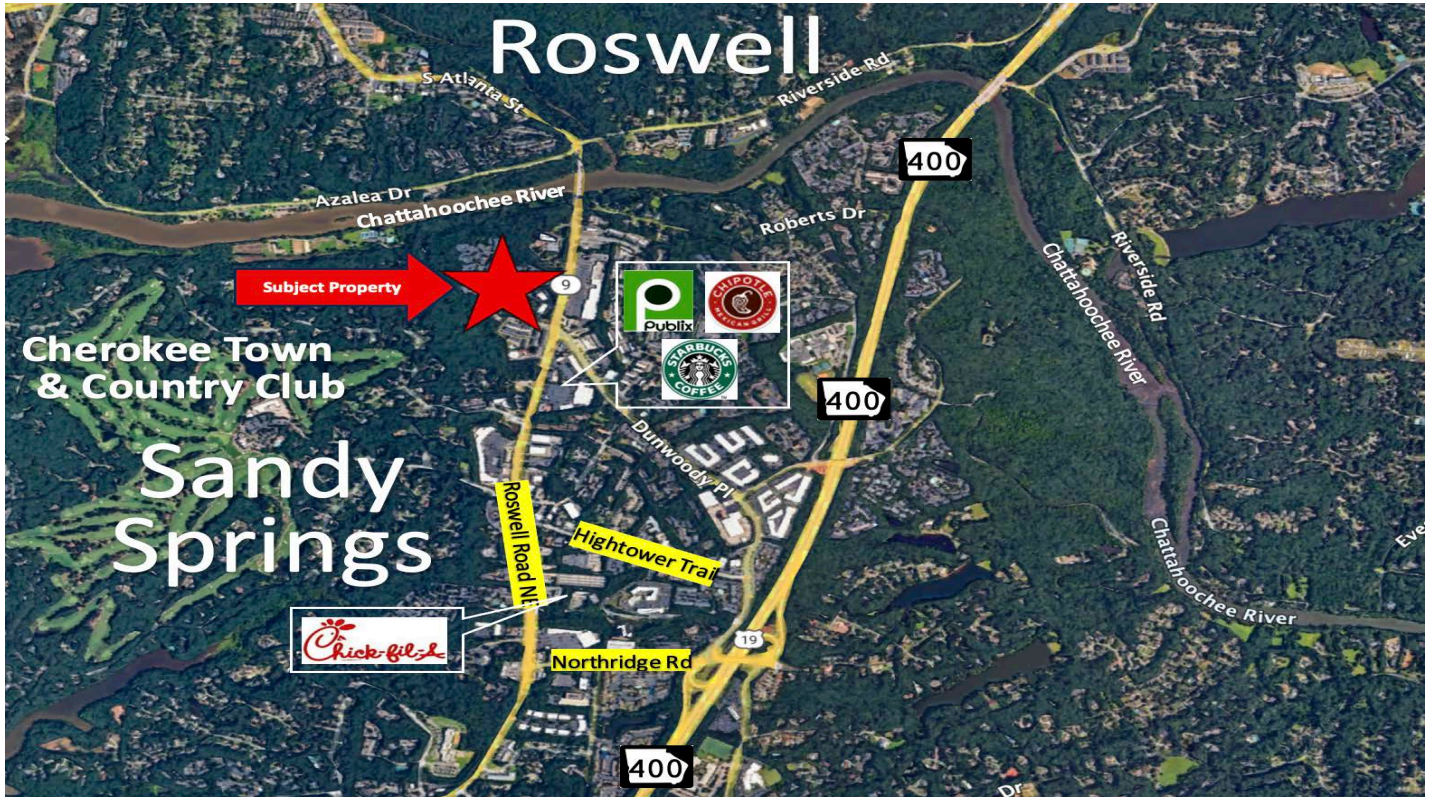 Roswell
S Atlanta St
Riverside Rd
400
Azalea Dr
Chattahoochee River
Roberts Dr
Riverside Rd
Chattahoochee River
Subject Property
9
Publix
CHIPOTLE
MEXICAN GRILL
STARBUCKS
COFFEE
Cherokee Town
& Country Club
400
Sandy
Springs
Dunwoody Pl
Roswell Road NE
Hightower Trail
Chattahoochee River
Chick-fil-A
19
Northridge Rd
400
Dr